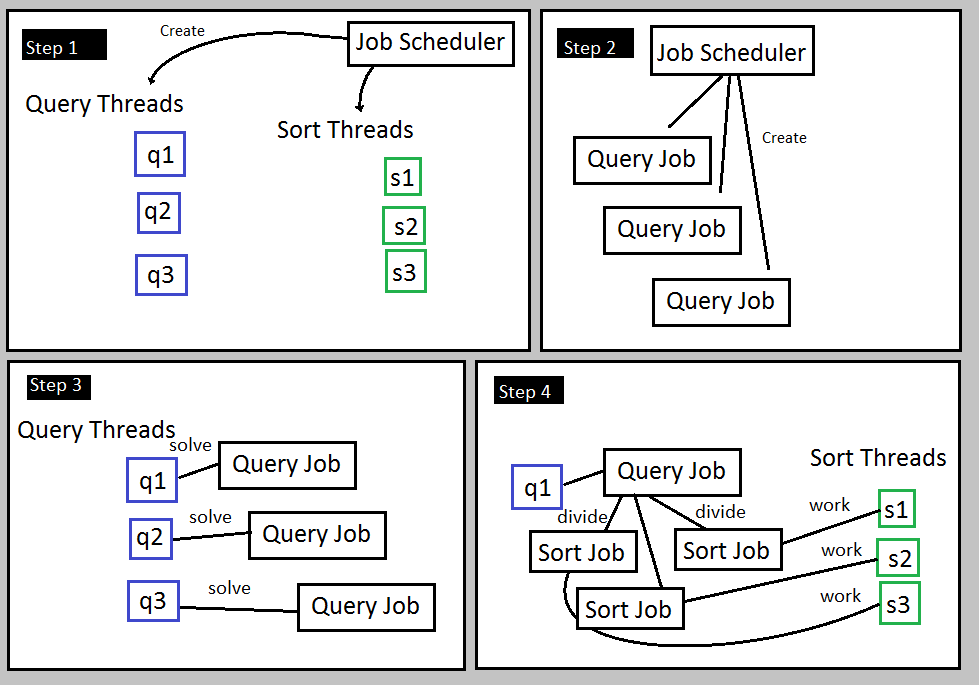 Step 1
Create
Job Scheduler
Query Threads
Sort Threads
q1
s1
q2
s2
q3
s3
Step 2
Job Scheduler
Create
Query Job
Query Job
Query Job
Step 3
Query Threads
solve
Query Job
q1
solve
q2
Query Job
solve
q3
Query Job
Step 4
Sort Threads
Query Job
q1
divide
divide
work
s1
Sort Job
Sort Job
work
s2
Sort Job
work
s3